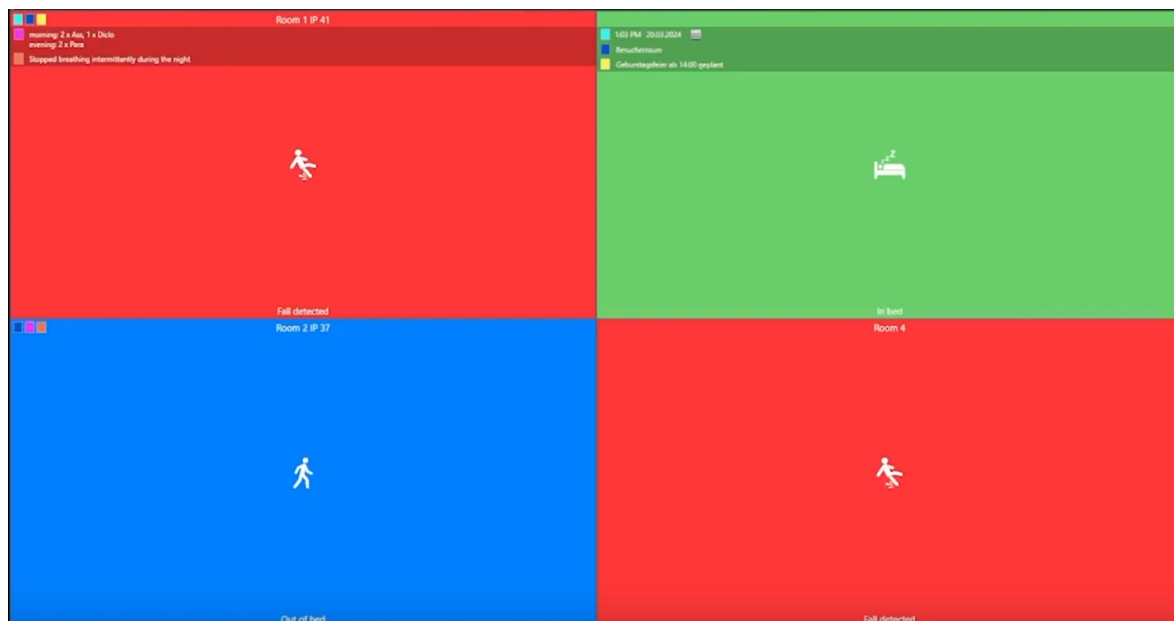 Room 1 IP 41
morning: 2 x Ass, 1 x Diclo
evening: 2 x Para
Stopped breathing intermittently during the night
Fall detected
1:03 PM 20.03.2024
Besucherraum
Geburtstagsfeier ab 14:00 geplant
In bed
Room 2 IP 37
Out of bed
Room 4
Fall detected